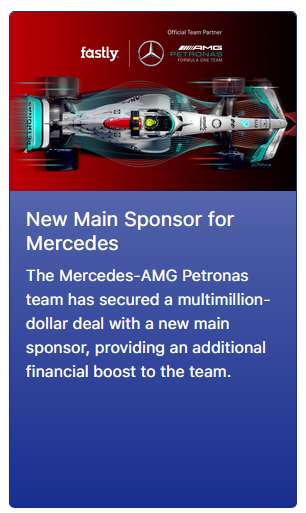 Official Team Partner
fastly
AMG
PETRONAS
FORMULA ONE TEAM
PETRONAS
New Main Sponsor for
Mercedes
The Mercedes-AMG Petronas
team has secured a multimillion-
dollar deal with a new main
sponsor, providing an additional
financial boost to the team.